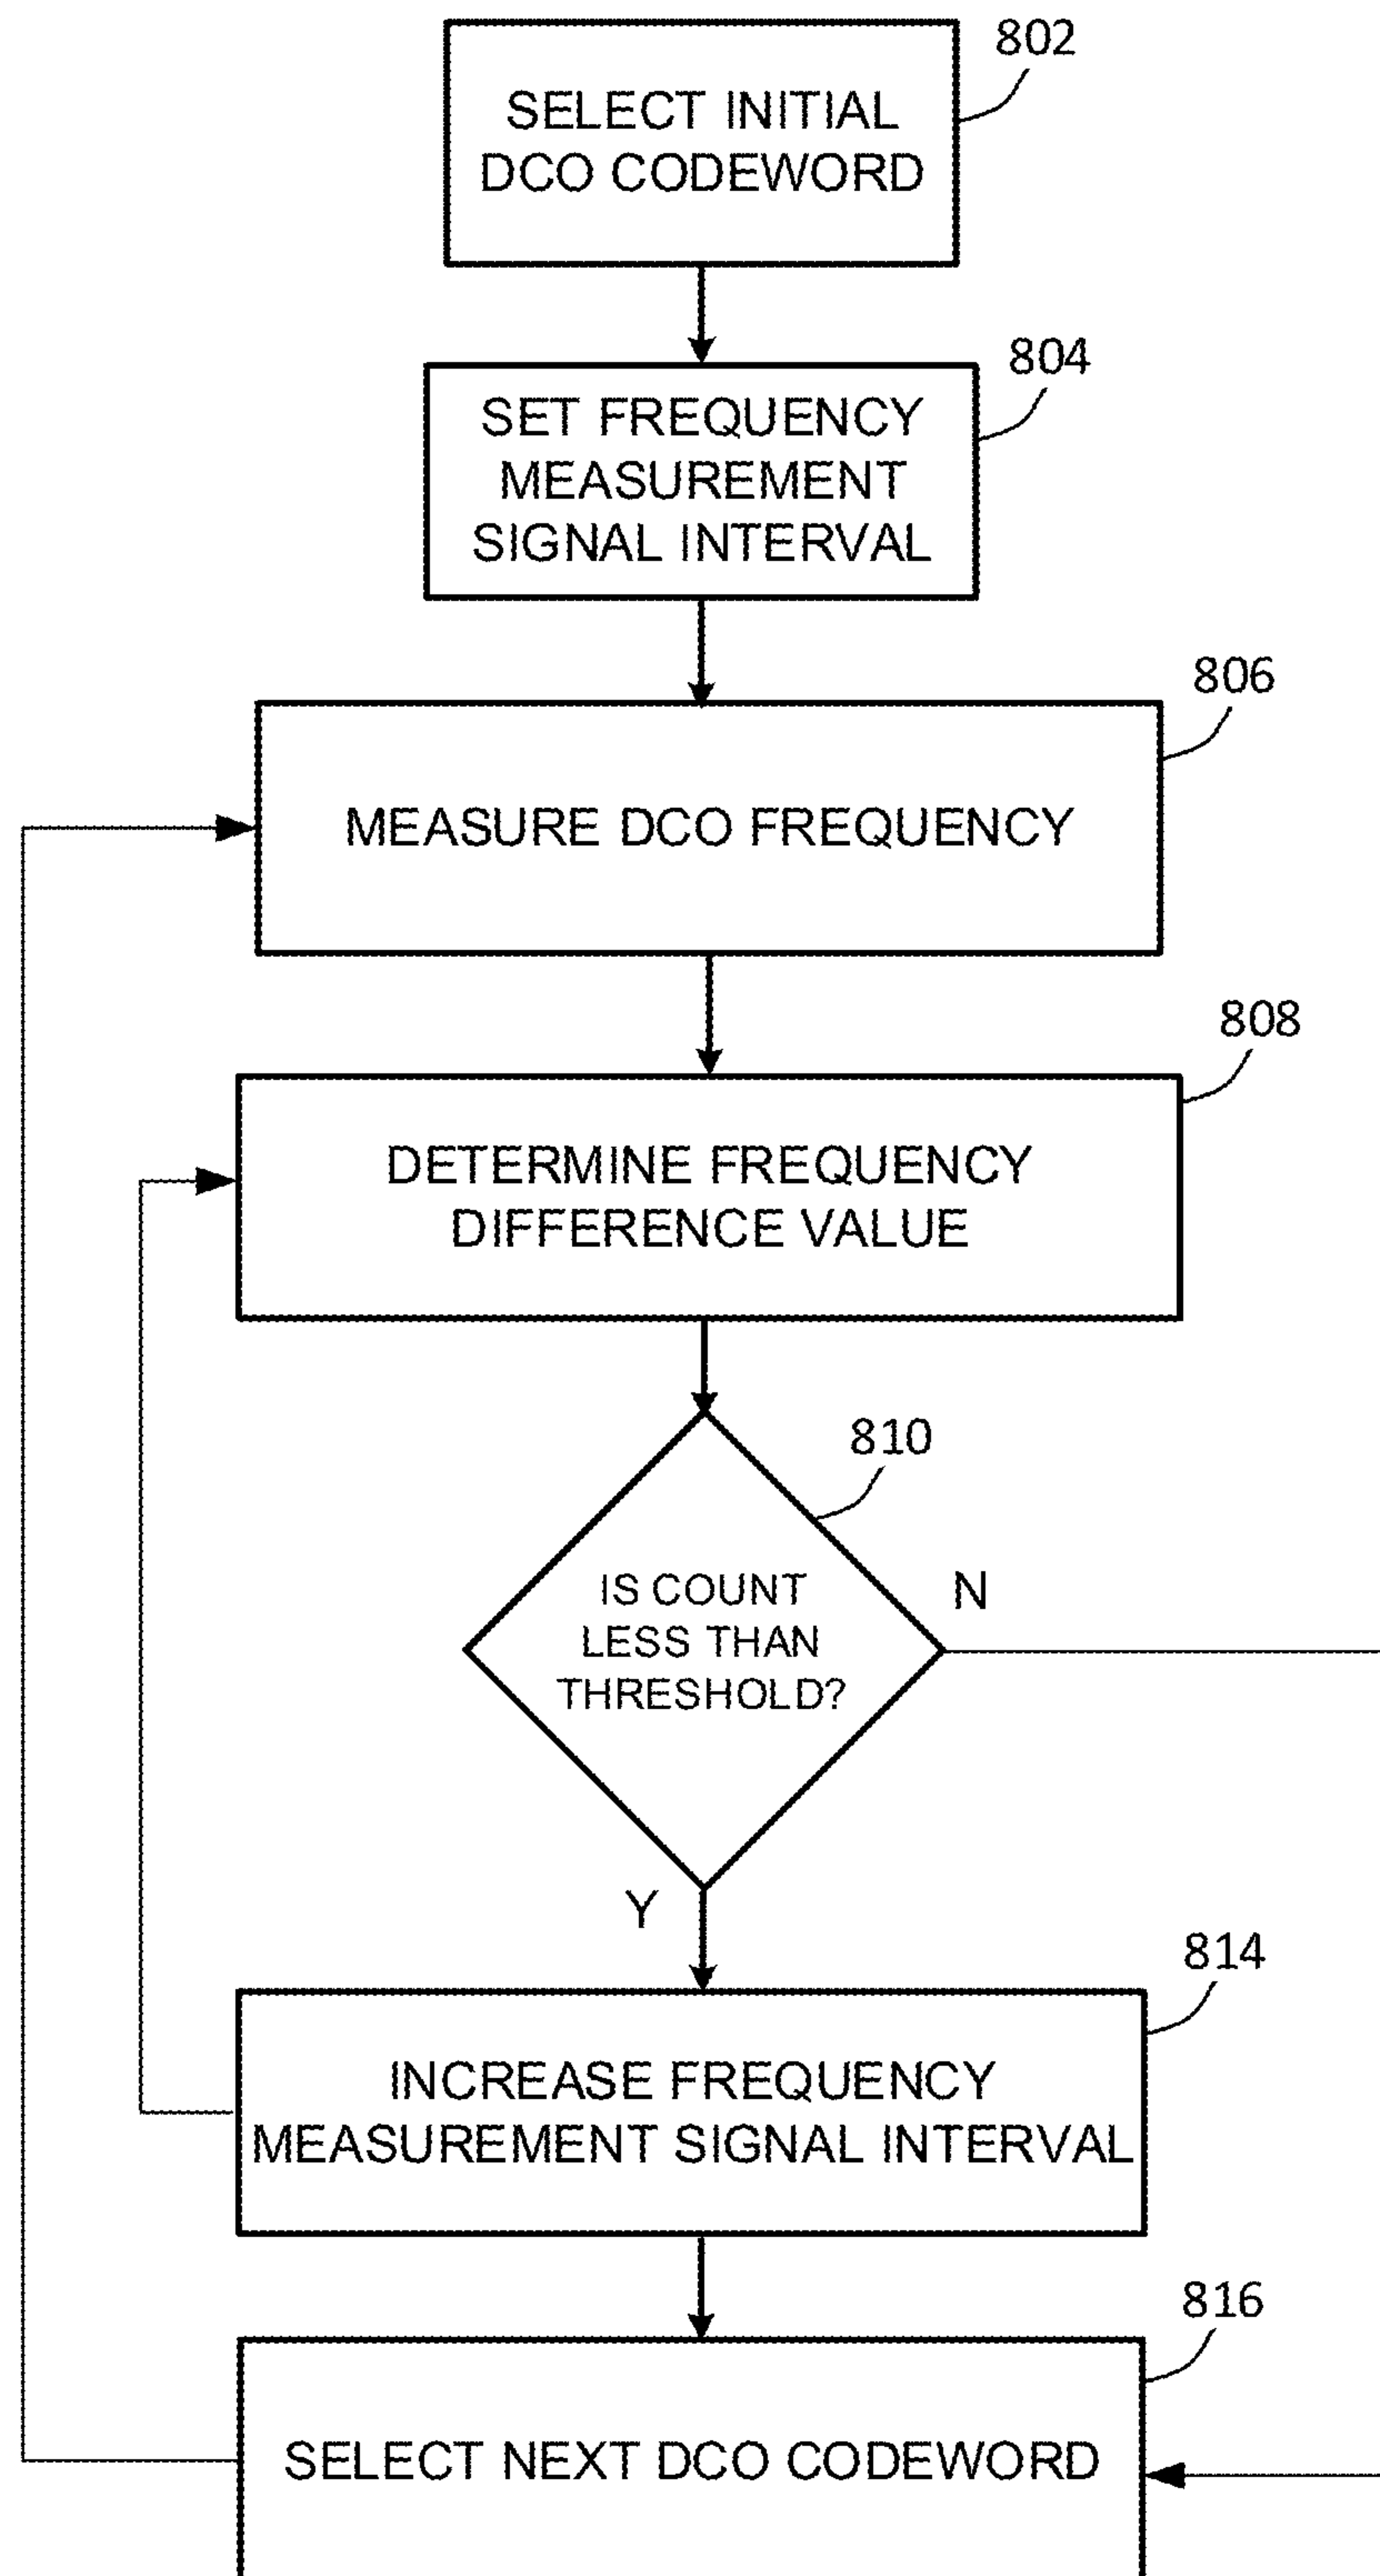 802
SELECT INITIAL
DCO CODEWORD
804
SET FREQUENCY
MEASUREMENT
SIGNAL INTERVAL
806
MEASURE DCO FREQUENCY
808
DETERMINE FREQUENCY
DIFFERENCE VALUE
810
IS COUNT
LESS THAN
THRESHOLD?
N
Y
814
INCREASE FREQUENCY
MEASUREMENT SIGNAL INTERVAL
816
SELECT NEXT DCO CODEWORD